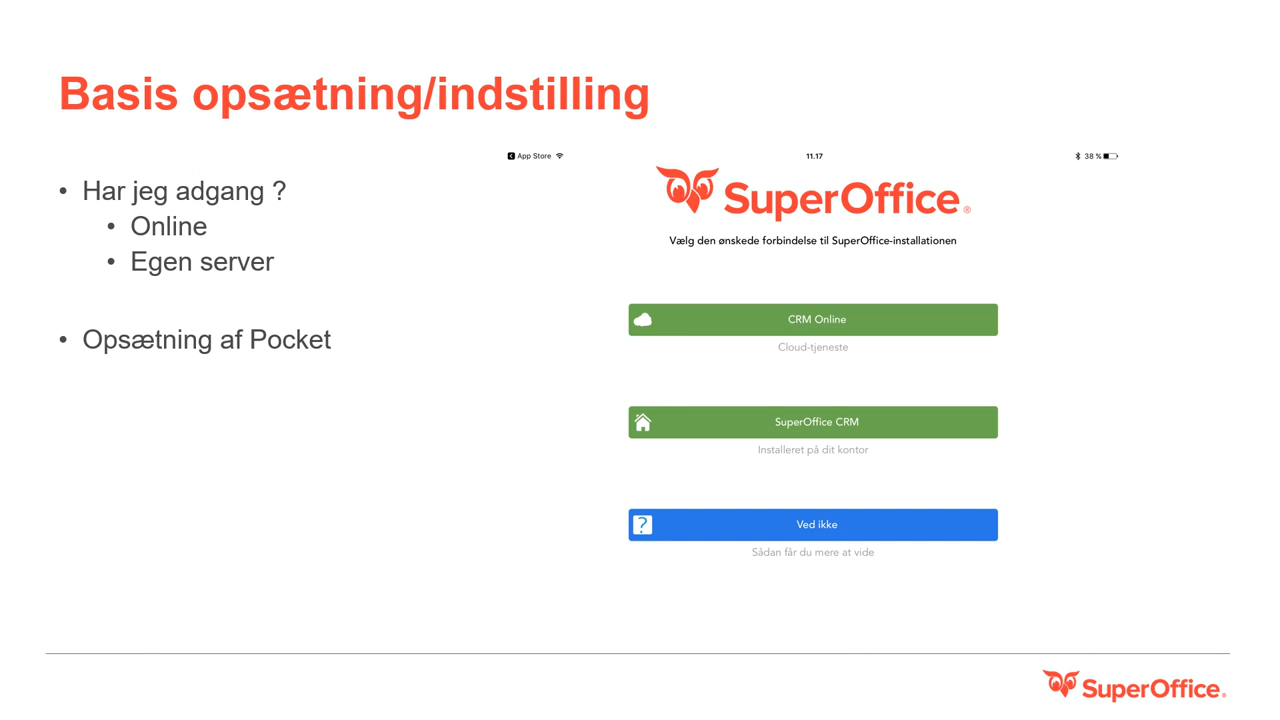 Basis opsætning/indstilling
• Har jeg adgang ?
• Online
• Egen server
• Opsætning af Pocket
App Store 11.17 38 %
SuperOffice®
Vælg den ønskede forbindelse til SuperOffice-installationen
CRM Online
Cloud-tjeneste
SuperOffice CRM
Installeret på dit kontor
? Ved ikke
Sådan får du mere at vide
SuperOffice®